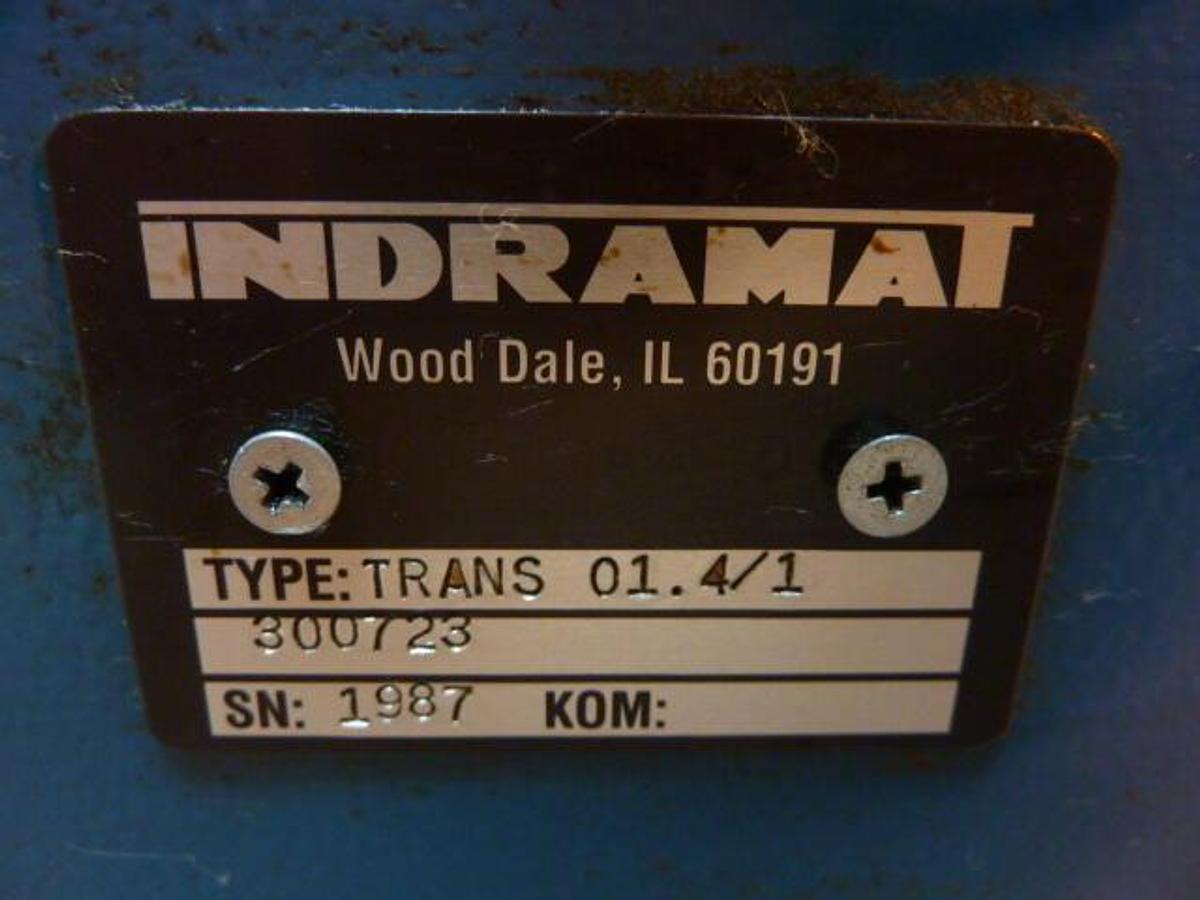 INDRAMAT
Wood Dale, IL 60191
TYPE: TRANS 01.4/1
300723
SN: 1987 KOM: